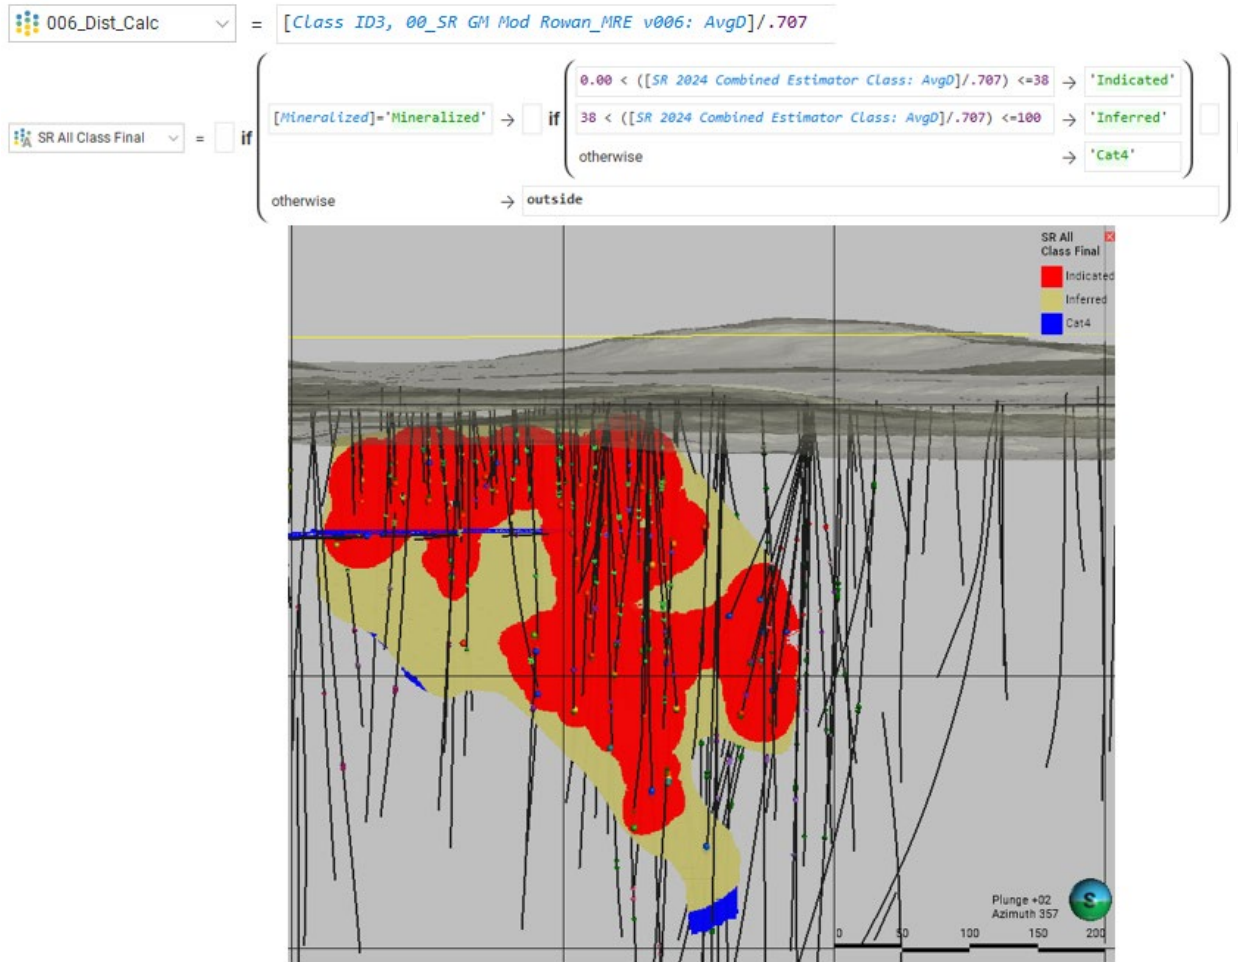 006_Dist_Calc = [Class ID3, 00_SR GM Mod Rowan_MRE v006: AvgD]/.707
0.00 < ([SR 2024 Combined Estimator Class: AvgD]/.707) <=38 → 'Indicated'
[Mineralized]='Mineralized' → if 38 < ([SR 2024 Combined Estimator Class: AvgD]/.707) <=100 → 'Inferred'
SR All Class Final = if
otherwise → 'Cat4'
otherwise → outside
SR All
Class Final
Indicated
Inferred
Cat4
Plunge +02
Azimuth 357
S
0 50 100 150 200